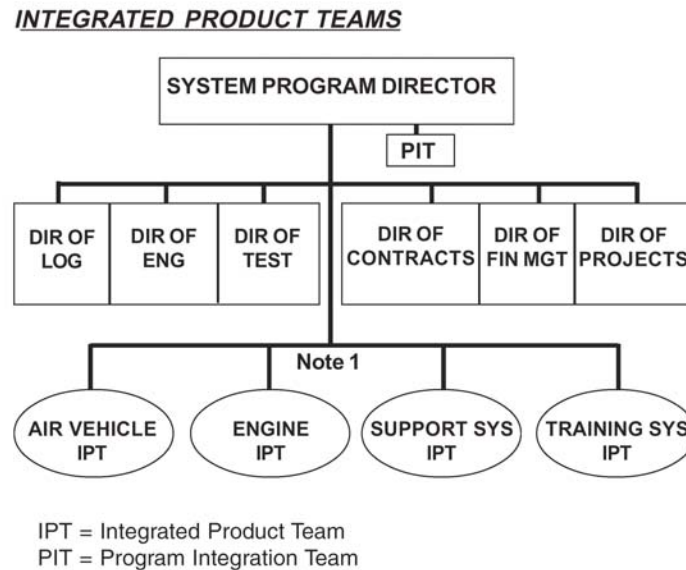 INTEGRATED PRODUCT TEAMS
SYSTEM PROGRAM DIRECTOR
PIT
DIR OF
LOG
DIR OF
ENG
DIR OF
TEST
DIR OF
CONTRACTS
DIR OF
FIN MGT
DIR OF
PROJECTS
Note 1
AIR VEHICLE
IPT
ENGINE
IPT
SUPPORT SYS
IPT
TRAINING SYS
IPT
IPT = Integrated Product Team
PIT = Program Integration Team